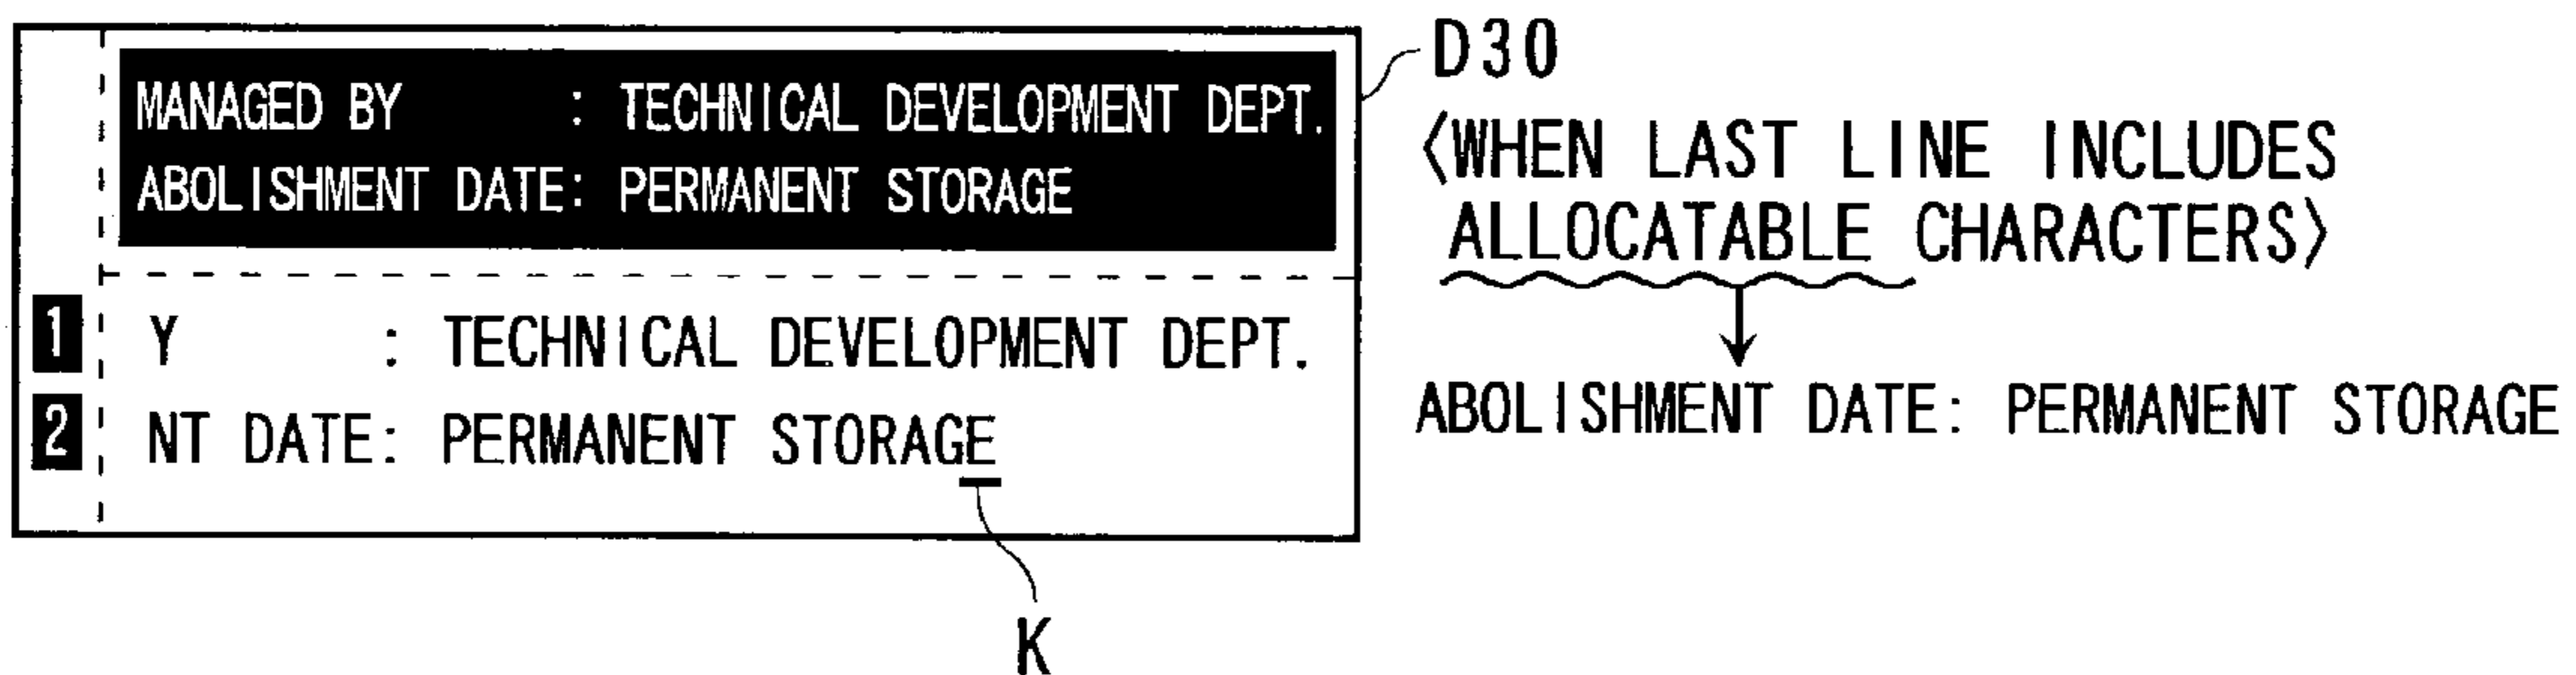 MANAGED BY : TECHNICAL DEVELOPMENT DEPT.
ABOLISHMENT DATE: PERMANENT STORAGE
1 Y : TECHNICAL DEVELOPMENT DEPT.
2 NT DATE: PERMANENT STORAGE
K
D30
<WHEN LAST LINE INCLUDES
ALLOCATABLE CHARACTERS>
ABOLISHMENT DATE: PERMANENT STORAGE